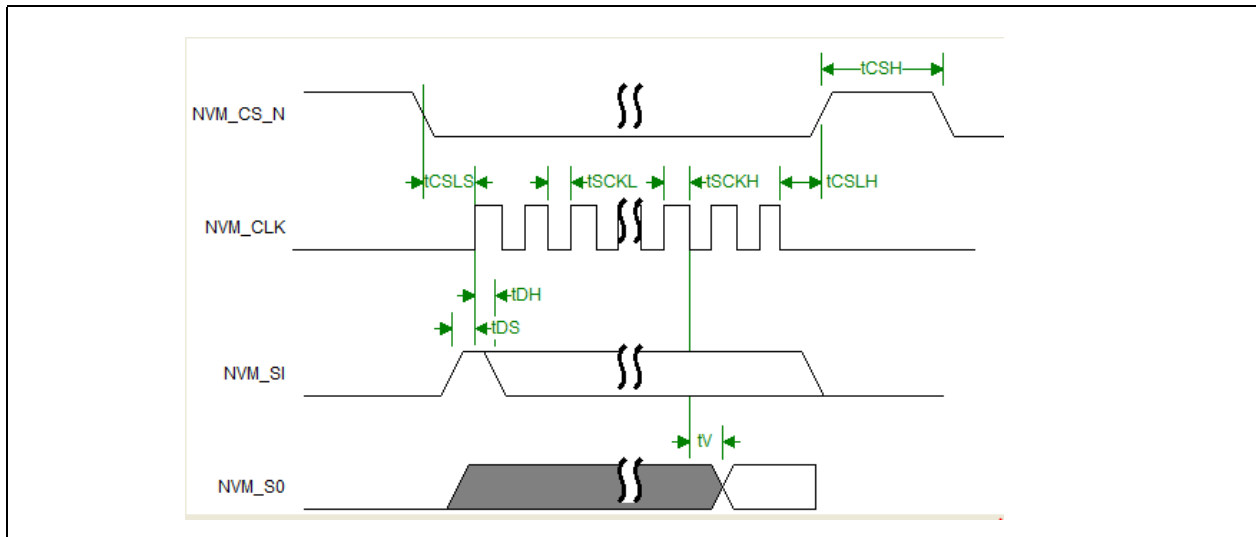 tCSH
NVM_CS_N
tCSLS
tSCKL
tSCKH
tCSLH
NVM_CLK
tDH
tDS
NVM_SI
tV
NVM_S0